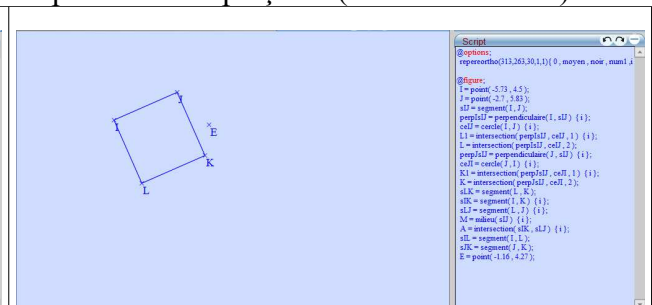 I
J
E
K
L
Script
@options;
repereortho(313,263,30,1,1){ 0 , moyen , noir , num1 ,i
@figure;
I = point( -5.73 , 4.5 );
J = point( -2.7 , 5.83 );
sIJ = segment( I , J );
perpIsIJ = perpendiculaire( I , sIJ ) { i };
ceIJ = cercle( I , J ) { i };
L1 = intersection( perpIsIJ , ceIJ , 1 ) { i };
L = intersection( perpIsIJ , ceIJ , 2 );
perpJsIJ = perpendiculaire( J , sIJ ) { i };
ceJI = cercle( J , I ) { i };
K1 = intersection( perpJsIJ , ceJI , 1 ) { i };
K = intersection( perpJsIJ , ceJI , 2 );
sLK = segment( L , K );
sIK = segment( I , K ) { i };
sLJ = segment( L , J ) { i };
M = milieu( sIJ ) { i };
A = intersection( sIK , sLJ ) { i };
sIL = segment( I , L );
sJK = segment( J , K );
E = point( -1.16 , 4.27 );